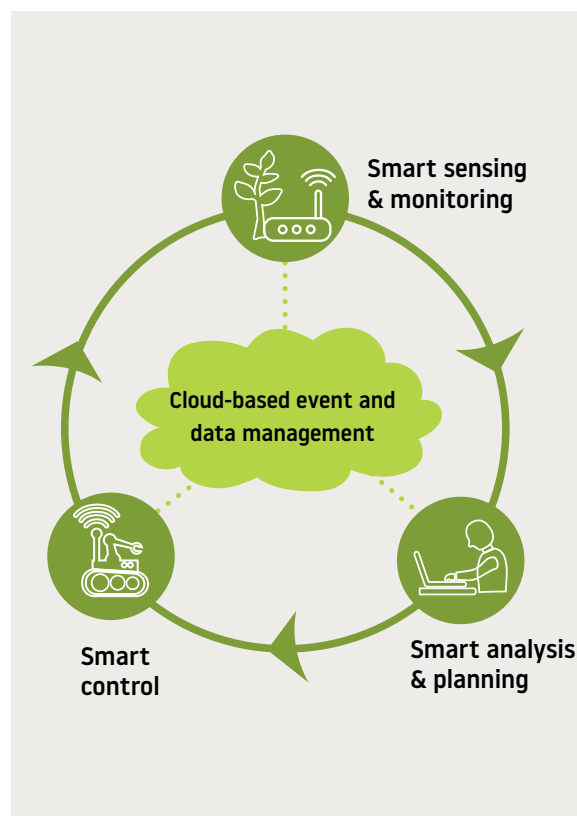 Smart sensing
& monitoring
Cloud-based event and
data management
Smart
control
Smart analysis
& planning